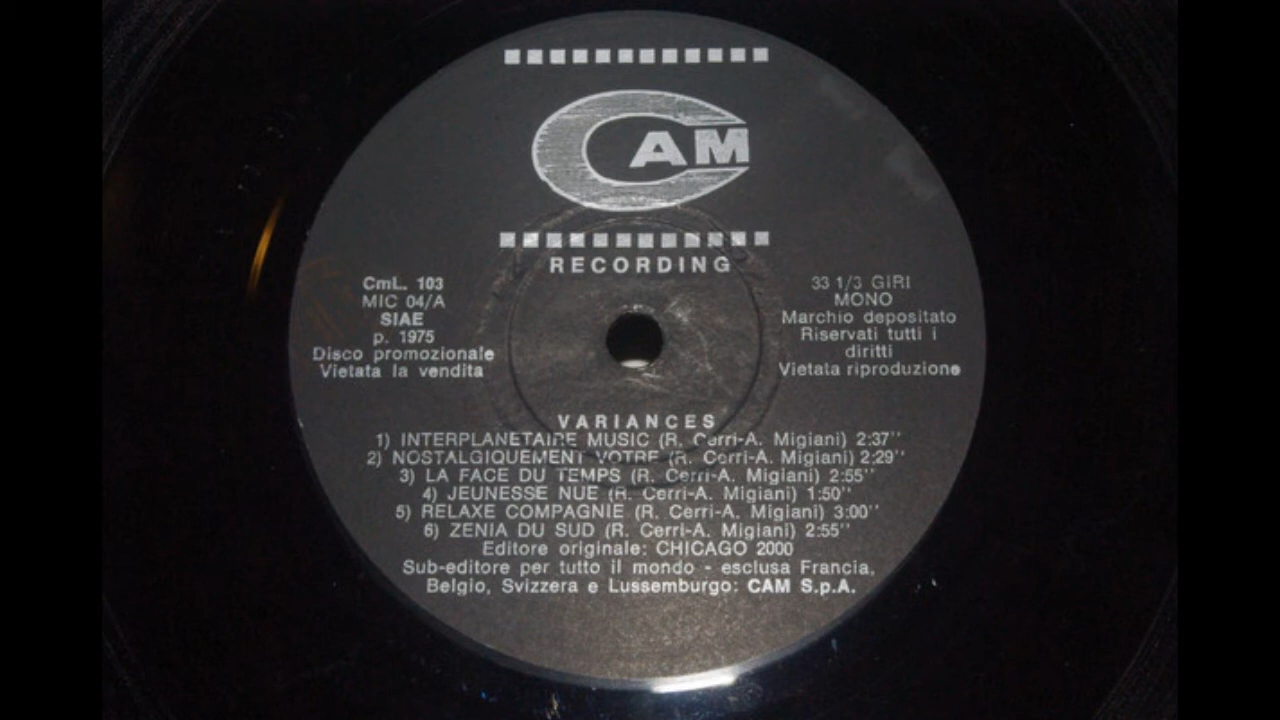 CAM
RECORDING
CmL. 103
MIC 04/A
SIAE
p. 1975
Disco promozionale
Vietata la vendita
33 1/3 GIRI
MONO
Marchio depositato
Riservati tutti i
diritti
Vietata riproduzione
VARIANCES
1) INTERPLANETAIRE MUSIC (R. Cerri-A. Migiani) 2:37''
2) NOSTALGIQUEMENT VOTRE (R. Cerri-A. Migiani) 2:29''
3) LA FACE DU TEMPS (R. Cerri-A. Migiani) 2:55''
4) JEUNESSE NUE (R. Cerri-A. Migiani) 1:50''
5) RELAXE COMPAGNIE (R. Cerri-A. Migiani) 3:00''
6) ZENIA DU SUD (R. Cerri-A. Migiani) 2:55''
Editore originale: CHICAGO 2000
Sub-editore per tutto il mondo - esclusa Francia,
Belgio, Svizzera e Lussemburgo: CAM S.p.A.